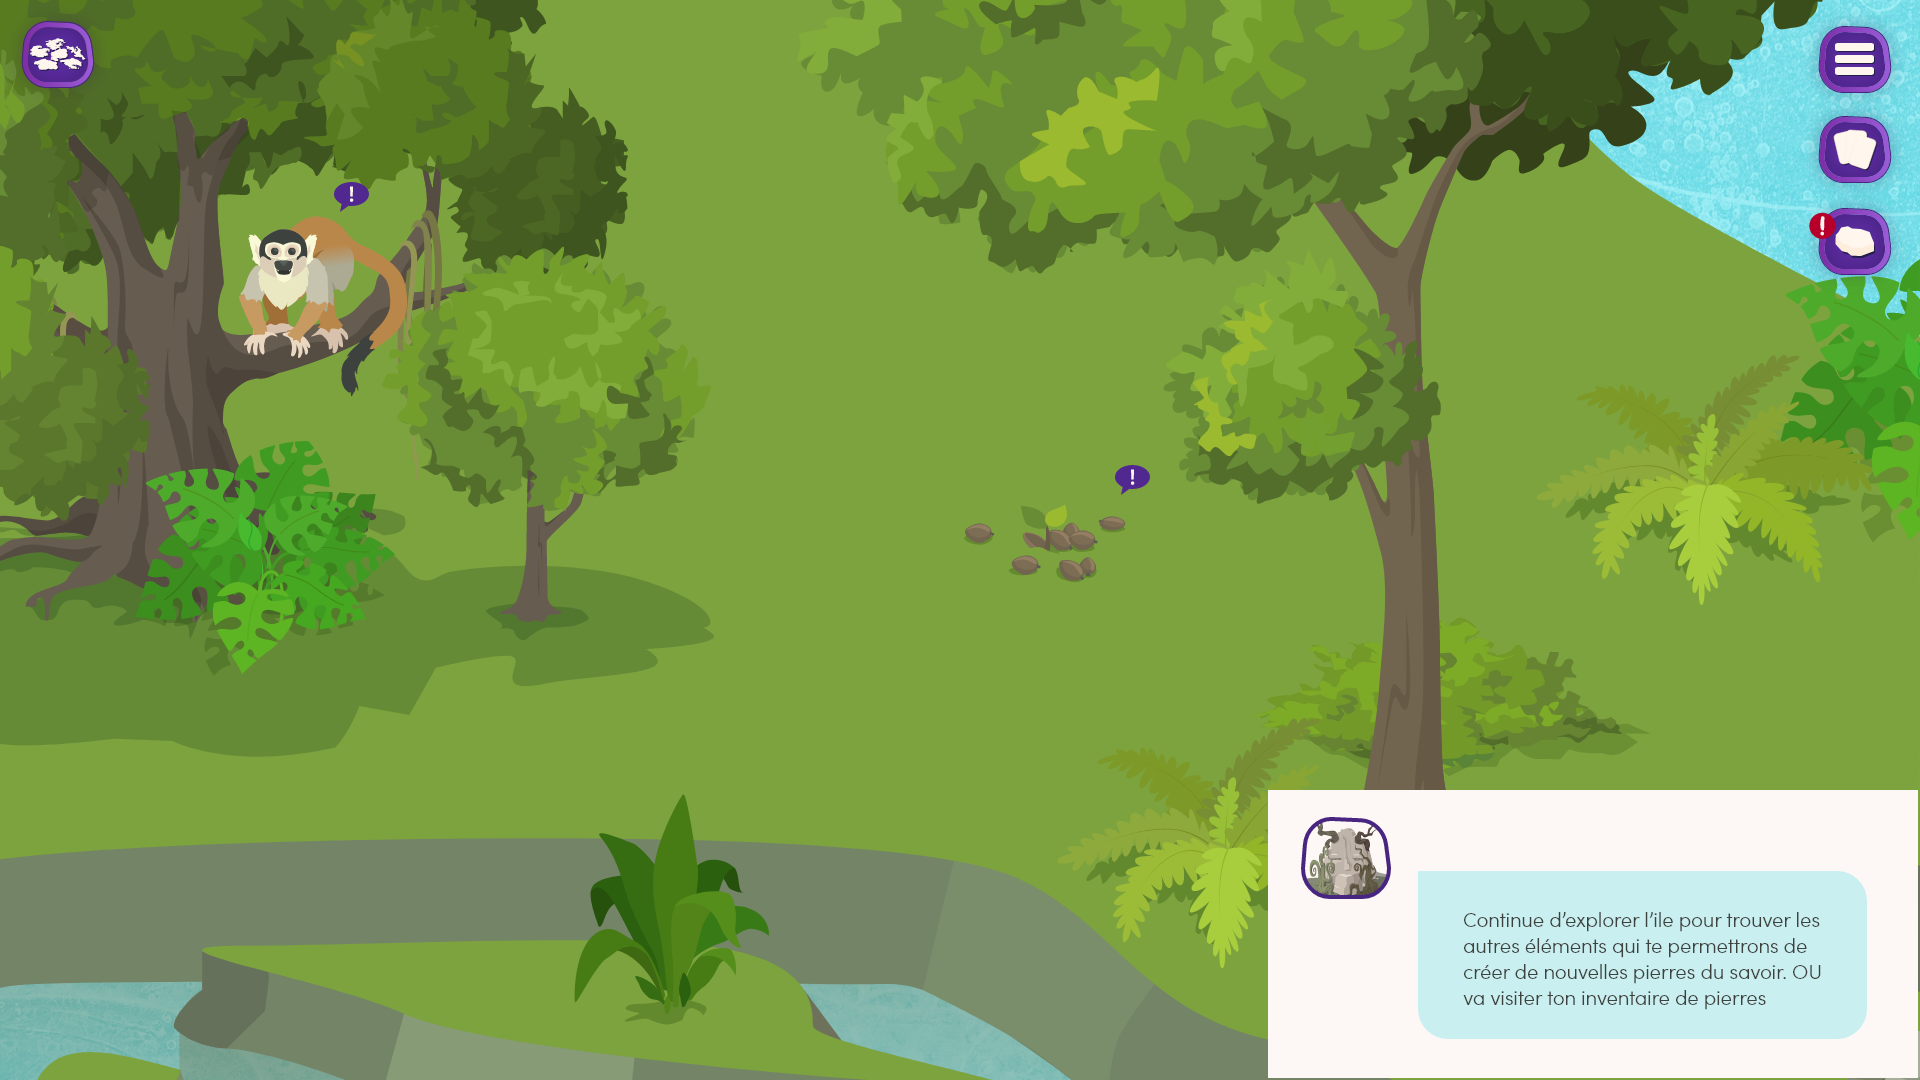 !
!
!
Continue d’explorer l’ile pour trouver les
autres éléments qui te permettrons de
créer de nouvelles pierres du savoir. OU
va visiter ton inventaire de pierres